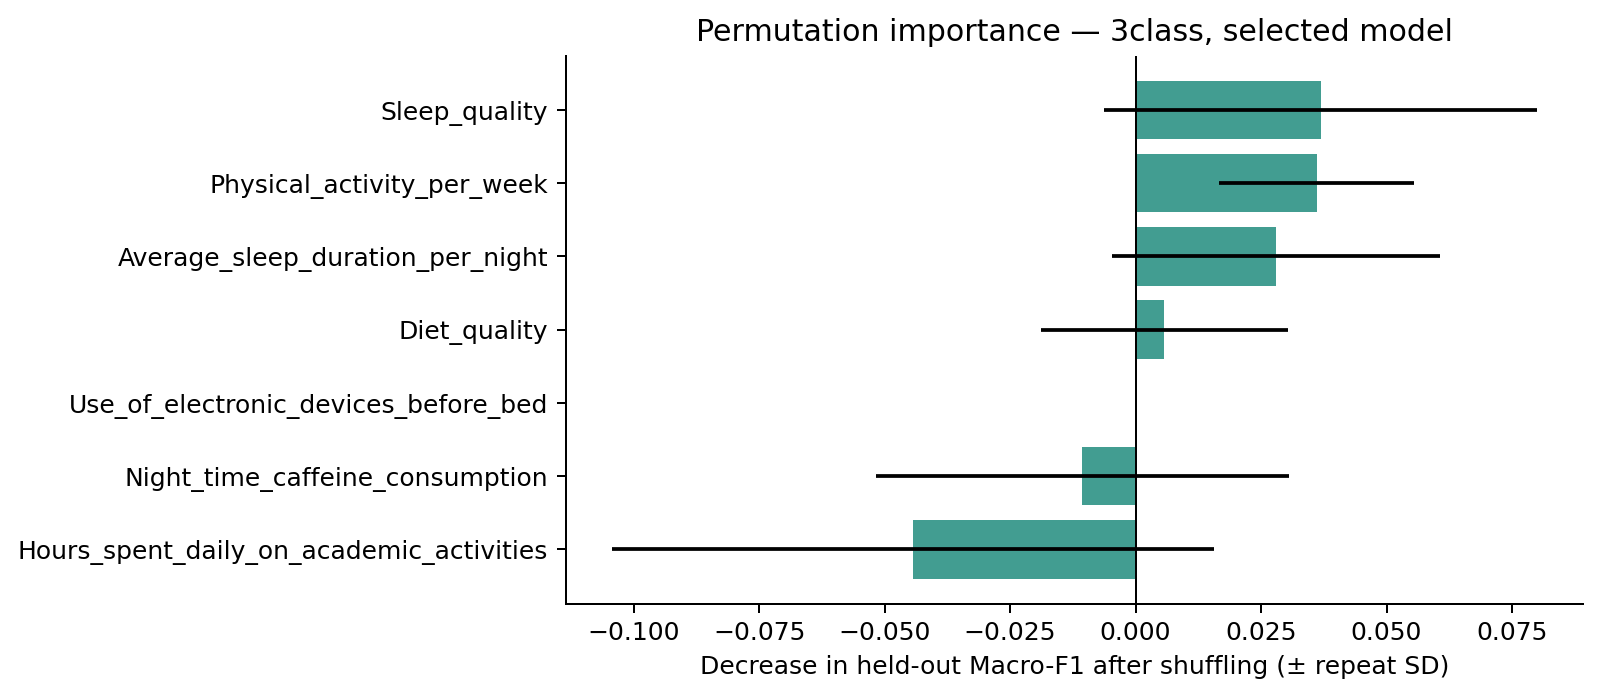 Permutation importance — 3class, selected model
Sleep_quality
Physical_activity_per_week
Average_sleep_duration_per_night
Diet_quality
Use_of_electronic_devices_before_bed
Night_time_caffeine_consumption
Hours_spent_daily_on_academic_activities
−0.100 −0.075 −0.050 −0.025 0.000 0.025 0.050 0.075
Decrease in held-out Macro-F1 after shuffling (± repeat SD)